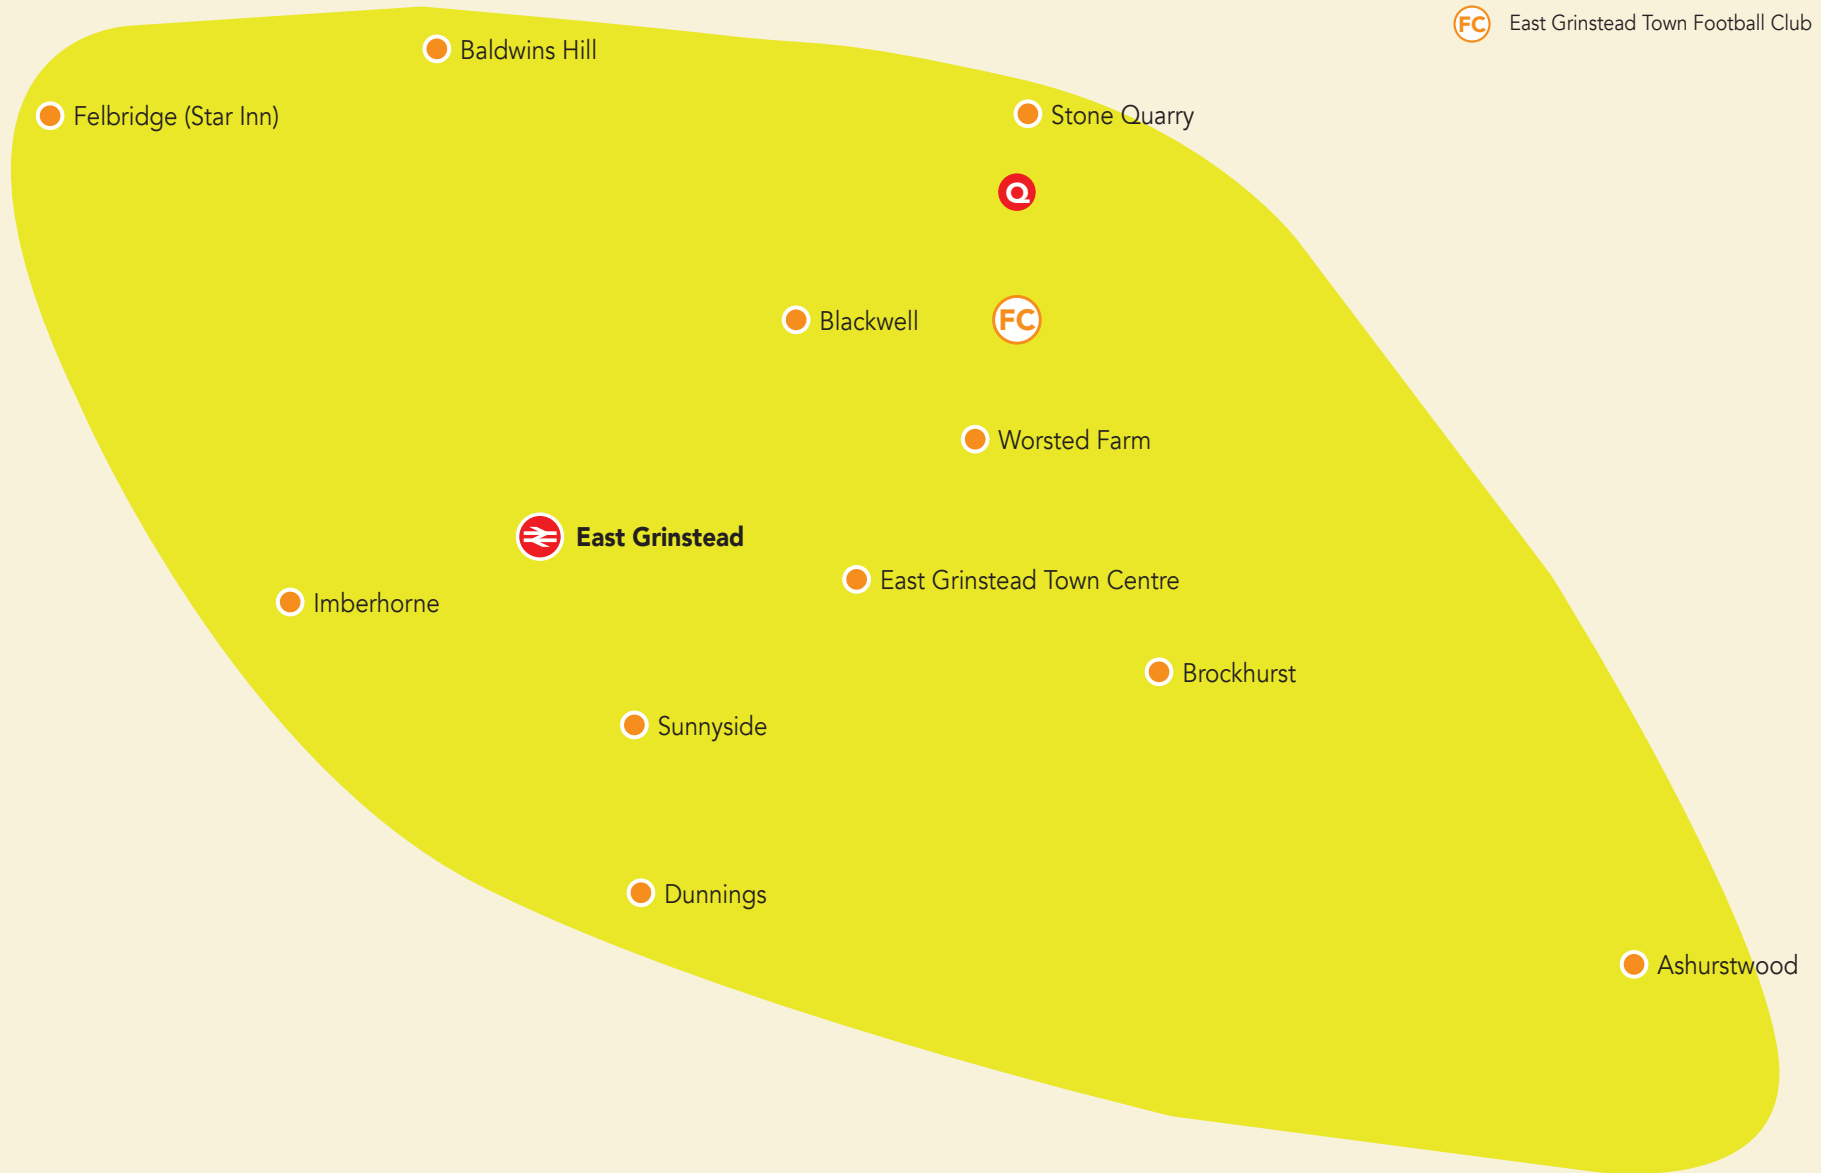 FC East Grinstead Town Football Club
Baldwins Hill
Felbridge (Star Inn)
Stone Quarry
Q
Blackwell
FC
Worsted Farm
East Grinstead
East Grinstead Town Centre
Imberhorne
Brockhurst
Sunnyside
Dunnings
Ashurstwood